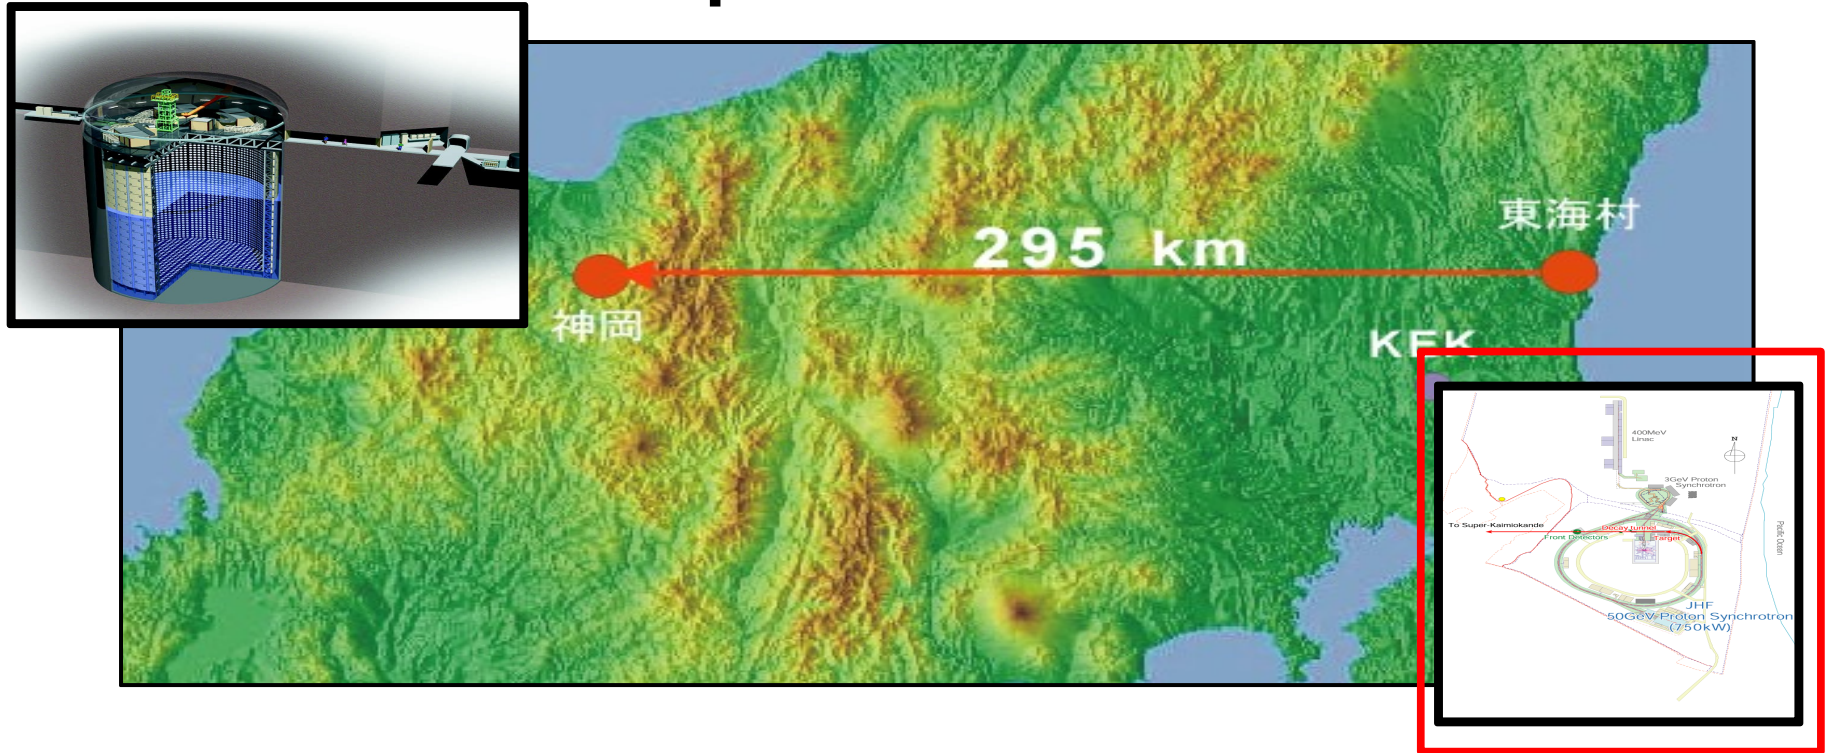 東海村
295 km
神岡
KEK
400MeV
Linac
N
3GeV Proton
Synchrotron
To Super-Kaimiokande
Decay tunnel
Front Detectors
Target
Pacific Ocean
JHF
50GeV Proton Synchrotron
(750kW)